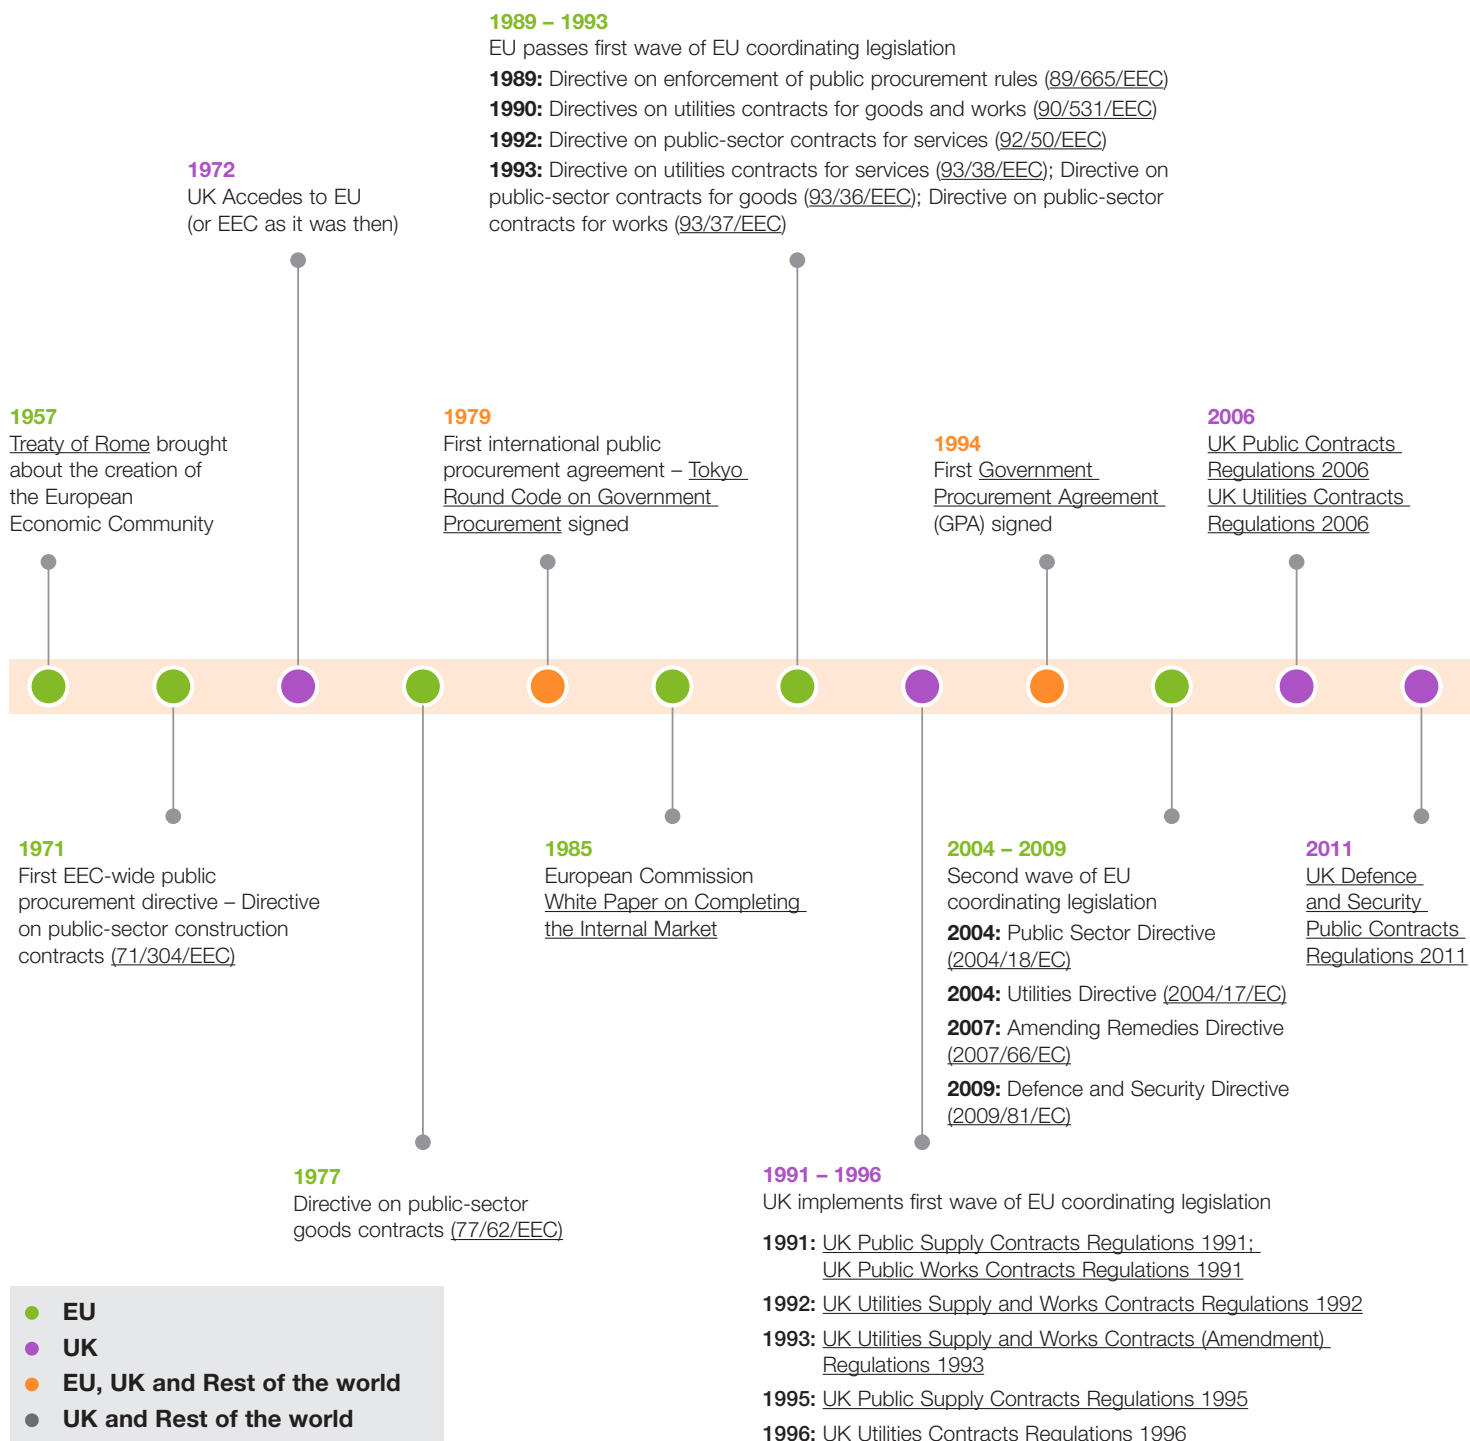 1989 – 1993
EU passes first wave of EU coordinating legislation
1989: Directive on enforcement of public procurement rules (89/665/EEC)
1990: Directives on utilities contracts for goods and works (90/531/EEC)
1992: Directive on public-sector contracts for services (92/50/EEC)
1993: Directive on utilities contracts for services (93/38/EEC); Directive on
public-sector contracts for goods (93/36/EEC); Directive on public-sector
contracts for works (93/37/EEC)
1972
UK Accedes to EU
(or EEC as it was then)
1957
Treaty of Rome brought
about the creation of
the European
Economic Community
1979
First international public
procurement agreement – Tokyo
Round Code on Government
Procurement signed
1994
First Government
Procurement Agreement
(GPA) signed
2006
UK Public Contracts
Regulations 2006
UK Utilities Contracts
Regulations 2006
1971
First EEC-wide public
procurement directive – Directive
on public-sector construction
contracts (71/304/EEC)
1985
European Commission
White Paper on Completing
the Internal Market
2004 – 2009
Second wave of EU
coordinating legislation
2004: Public Sector Directive
(2004/18/EC)
2004: Utilities Directive (2004/17/EC)
2007: Amending Remedies Directive
(2007/66/EC)
2009: Defence and Security Directive
(2009/81/EC)
2011
UK Defence
and Security
Public Contracts
Regulations 2011
1977
Directive on public-sector
goods contracts (77/62/EEC)
1991 – 1996
UK implements first wave of EU coordinating legislation
1991: UK Public Supply Contracts Regulations 1991;
UK Public Works Contracts Regulations 1991
1992: UK Utilities Supply and Works Contracts Regulations 1992
1993: UK Utilities Supply and Works Contracts (Amendment)
Regulations 1993
1995: UK Public Supply Contracts Regulations 1995
1996: UK Utilities Contracts Regulations 1996
EU
UK
EU, UK and Rest of the world
UK and Rest of the world